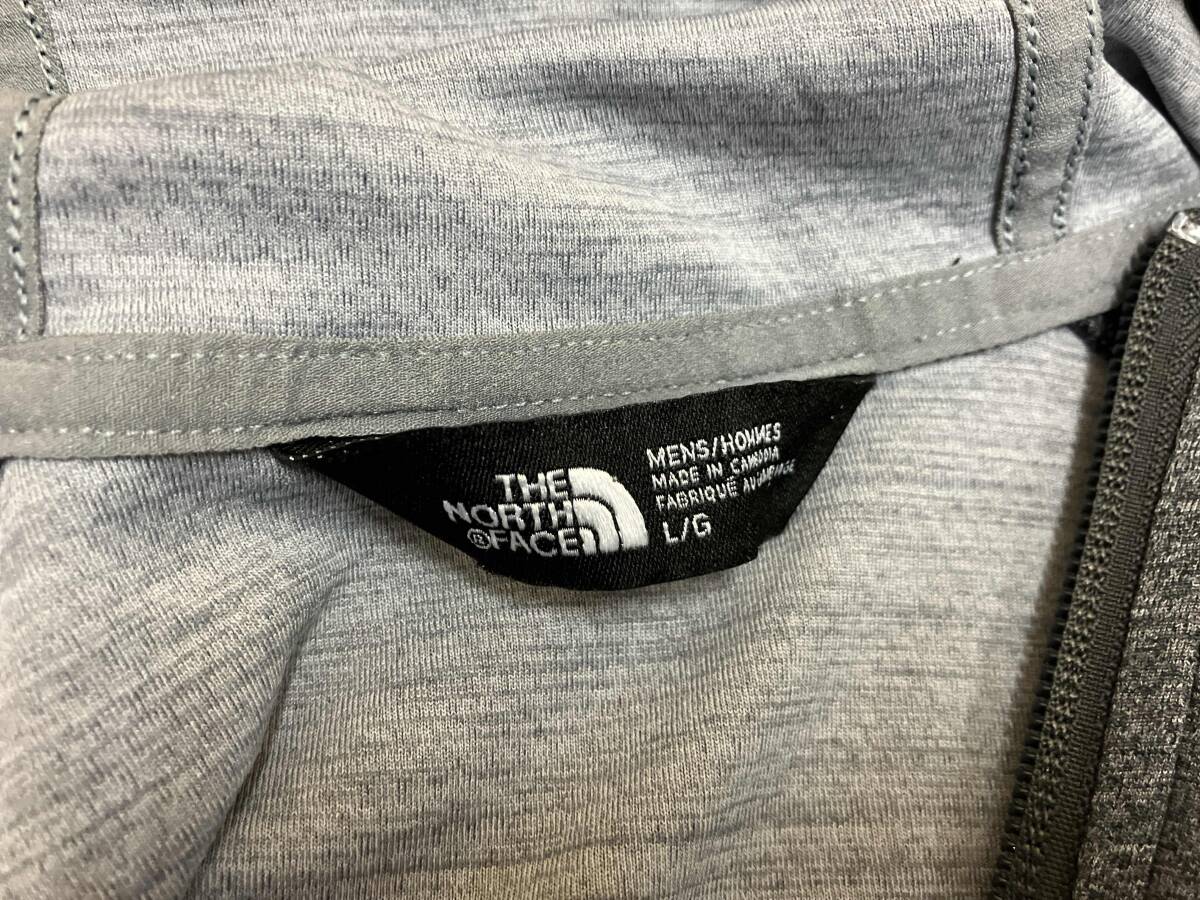 THE
NORTH
®FACE
MENS/HOMMES
MADE IN CAMBODIA
FABRIQUÉ AU CAMBODGE
L/G